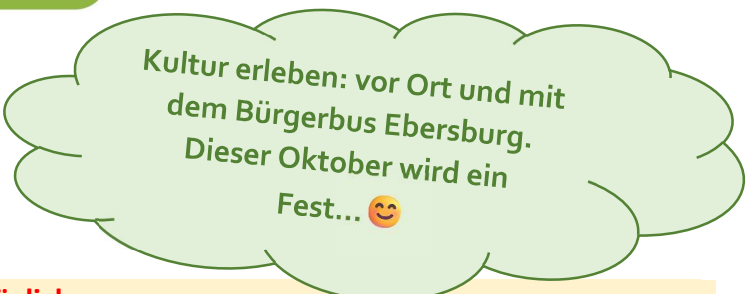 Kultur erleben: vor Ort und mit
dem Bürgerbus Ebersburg.
Dieser Oktober wird ein
Fest... 😊